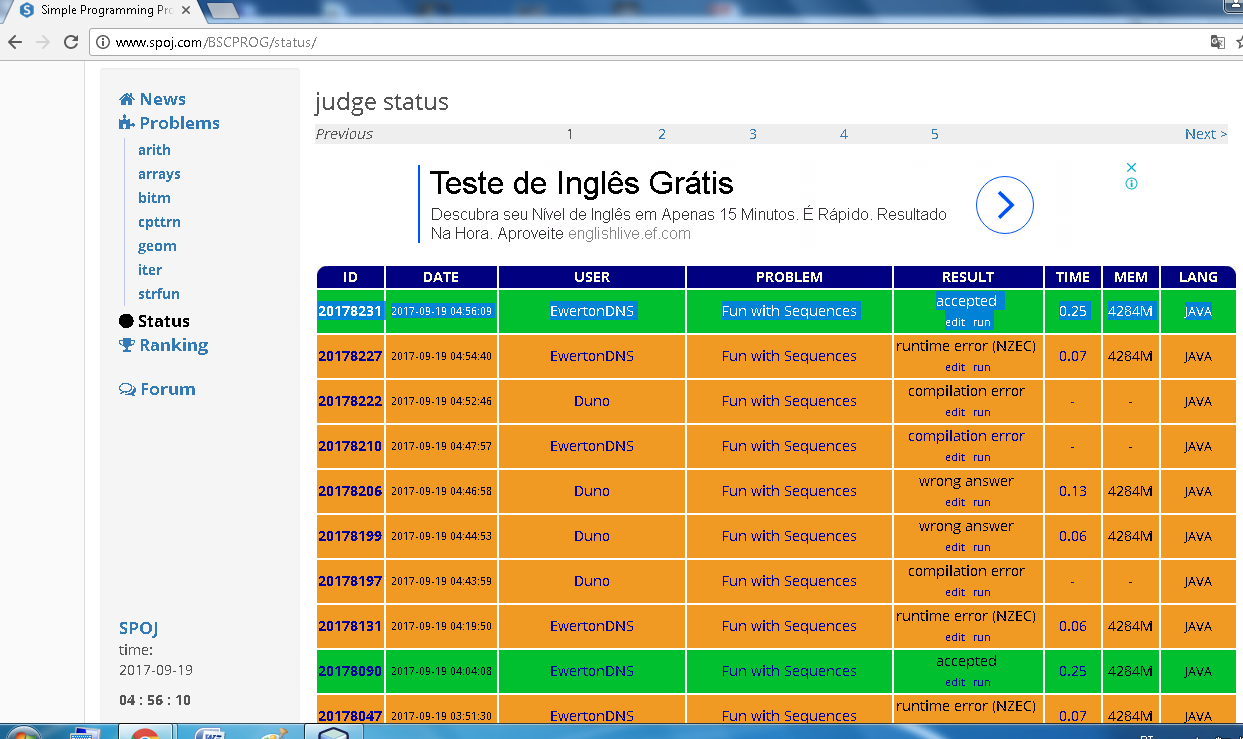 Simple Programming Pro
www.spoj.com/BSCPROG/status/
News
Problems
arith
arrays
bitm
cpttrn
geom
iter
strfun
Status
Ranking
Forum
SPOJ
time:
2017-09-19
04 : 56 : 10
judge status
Previous 1 2 3 4 5 Next >
Teste de Inglês Grátis
Descubra seu Nível de Inglês em Apenas 15 Minutos. É Rápido. Resultado
Na Hora. Aproveite englishlive.ef.com
ID DATE USER PROBLEM RESULT TIME MEM LANG
20178231 2017-09-19 04:56:09 EwertonDNS Fun with Sequences accepted 0.25 4284M JAVA
edit run
20178227 2017-09-19 04:54:40 EwertonDNS Fun with Sequences runtime error (NZEC) 0.07 4284M JAVA
edit run
20178222 2017-09-19 04:52:46 Duno Fun with Sequences compilation error - - JAVA
edit run
20178210 2017-09-19 04:47:57 EwertonDNS Fun with Sequences compilation error - - JAVA
edit run
20178206 2017-09-19 04:46:58 Duno Fun with Sequences wrong answer 0.13 4284M JAVA
edit run
20178199 2017-09-19 04:44:53 Duno Fun with Sequences wrong answer 0.06 4284M JAVA
edit run
20178197 2017-09-19 04:43:59 Duno Fun with Sequences compilation error - - JAVA
edit run
20178131 2017-09-19 04:19:50 EwertonDNS Fun with Sequences runtime error (NZEC) 0.06 4284M JAVA
edit run
20178090 2017-09-19 04:04:08 EwertonDNS Fun with Sequences accepted 0.25 4284M JAVA
edit run
20178047 2017-09-19 03:51:30 EwertonDNS Fun with Sequences runtime error (NZEC) 0.07 4284M JAVA